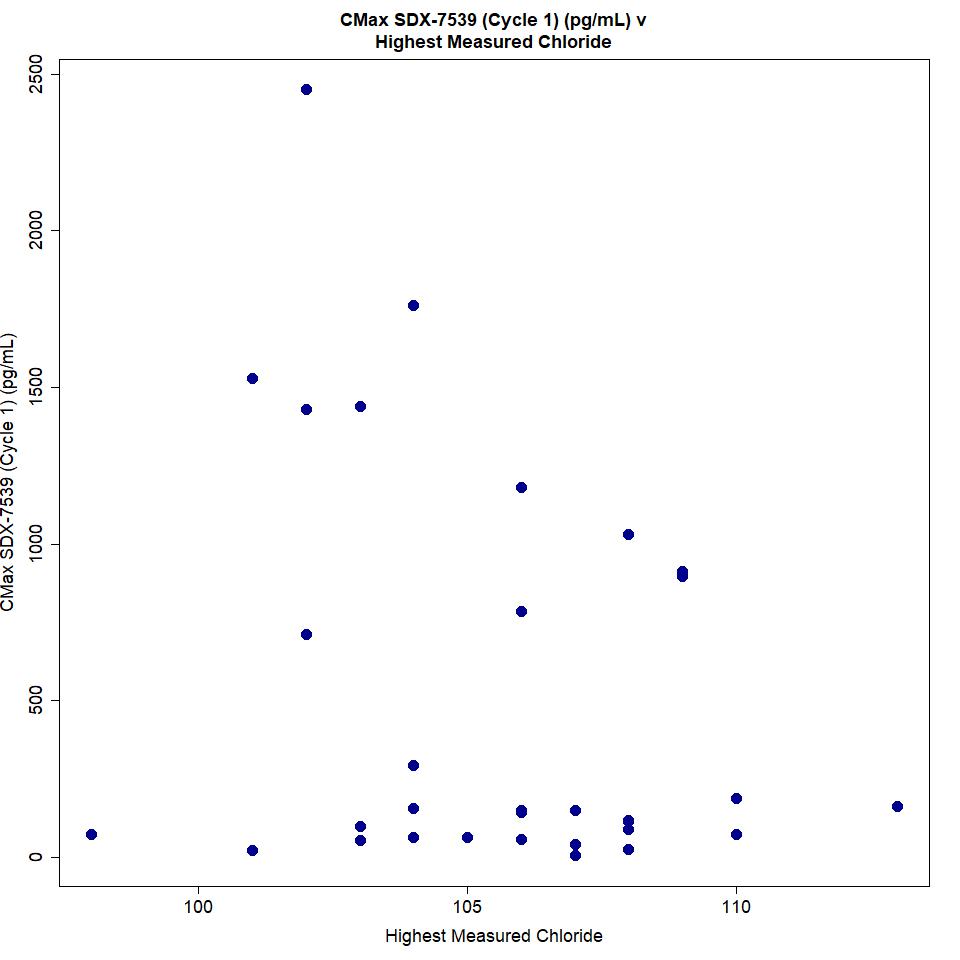 CMax SDX-7539 (Cycle 1) (pg/mL) v
Highest Measured Chloride
2500
2000
1500
1000
500
0
CMax SDX-7539 (Cycle 1) (pg/mL)
100
105
110
Highest Measured Chloride